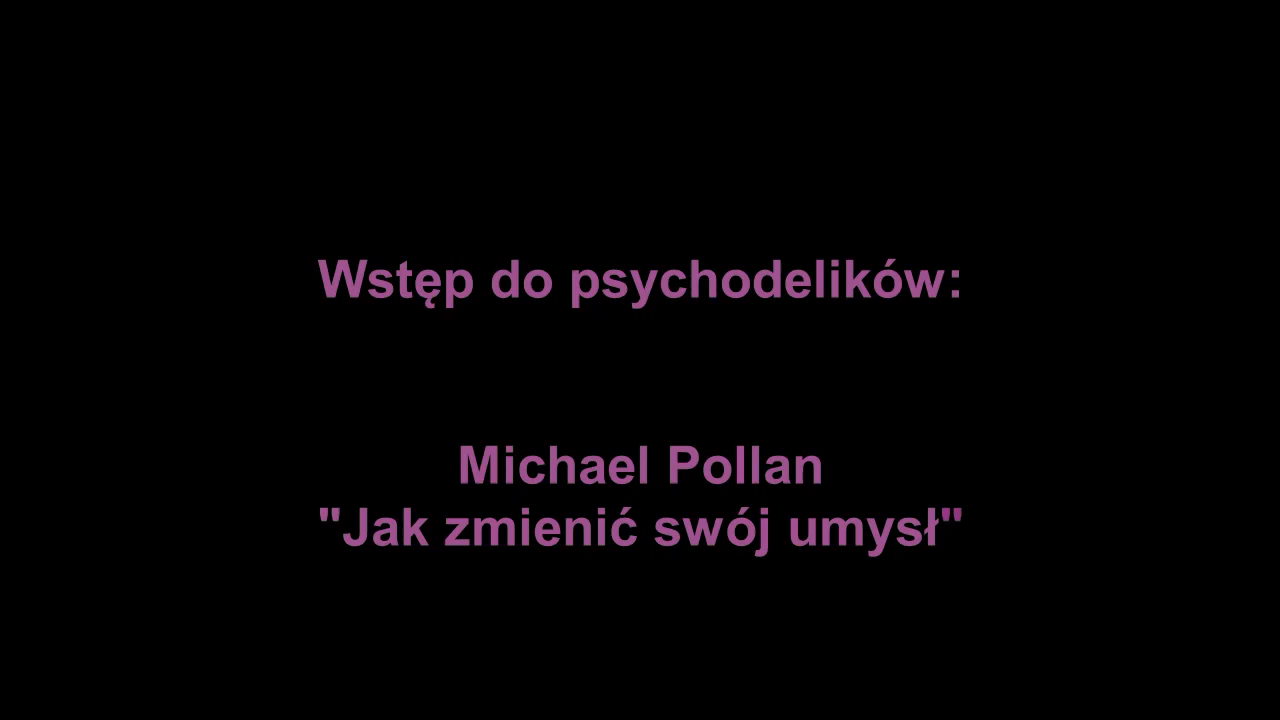 Wstęp do psychodelików:
Michael Pollan
"Jak zmienić swój umysł"